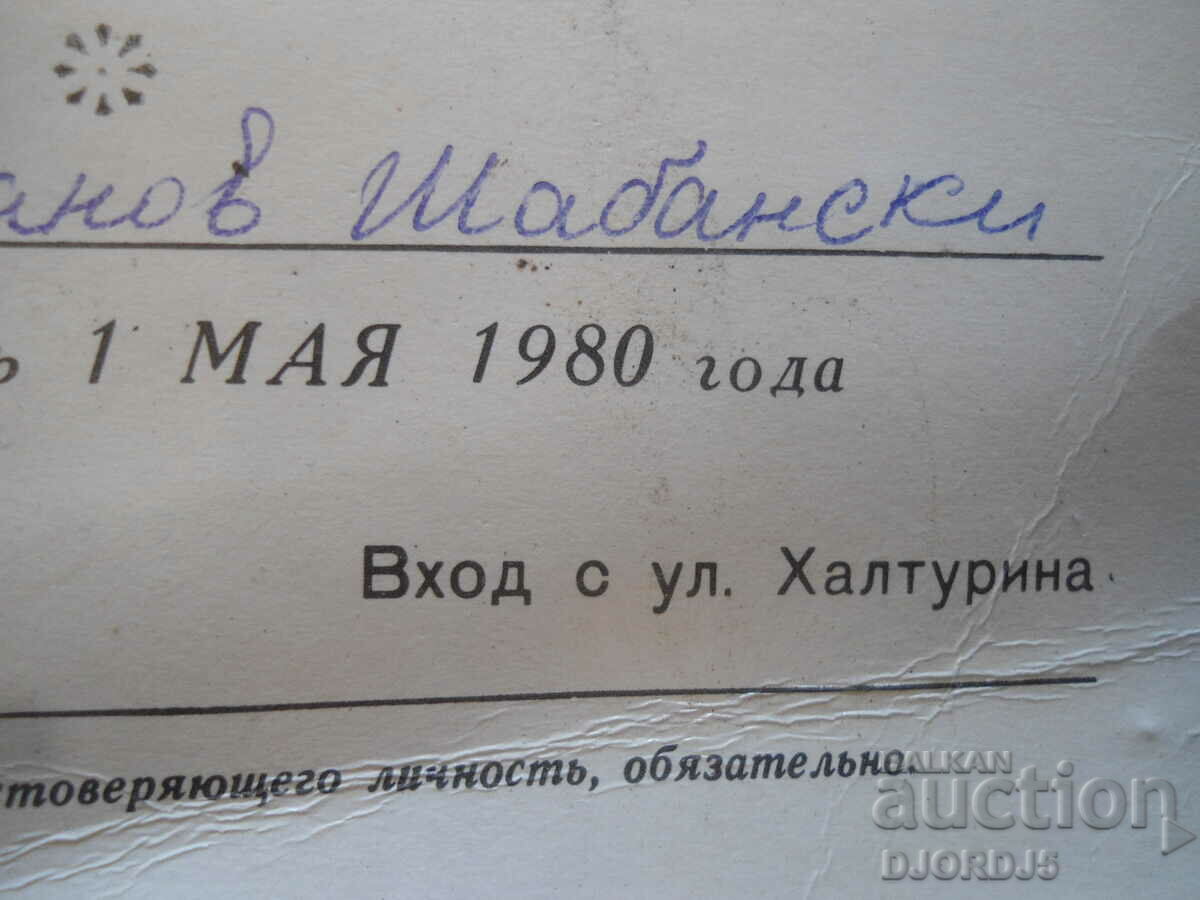 анов Шабански
ь 1 МАЯ 1980 года
Вход с ул. Халтурина
стоверяющего личность, обязательно.
BALKAN
auction
DJORDJ5